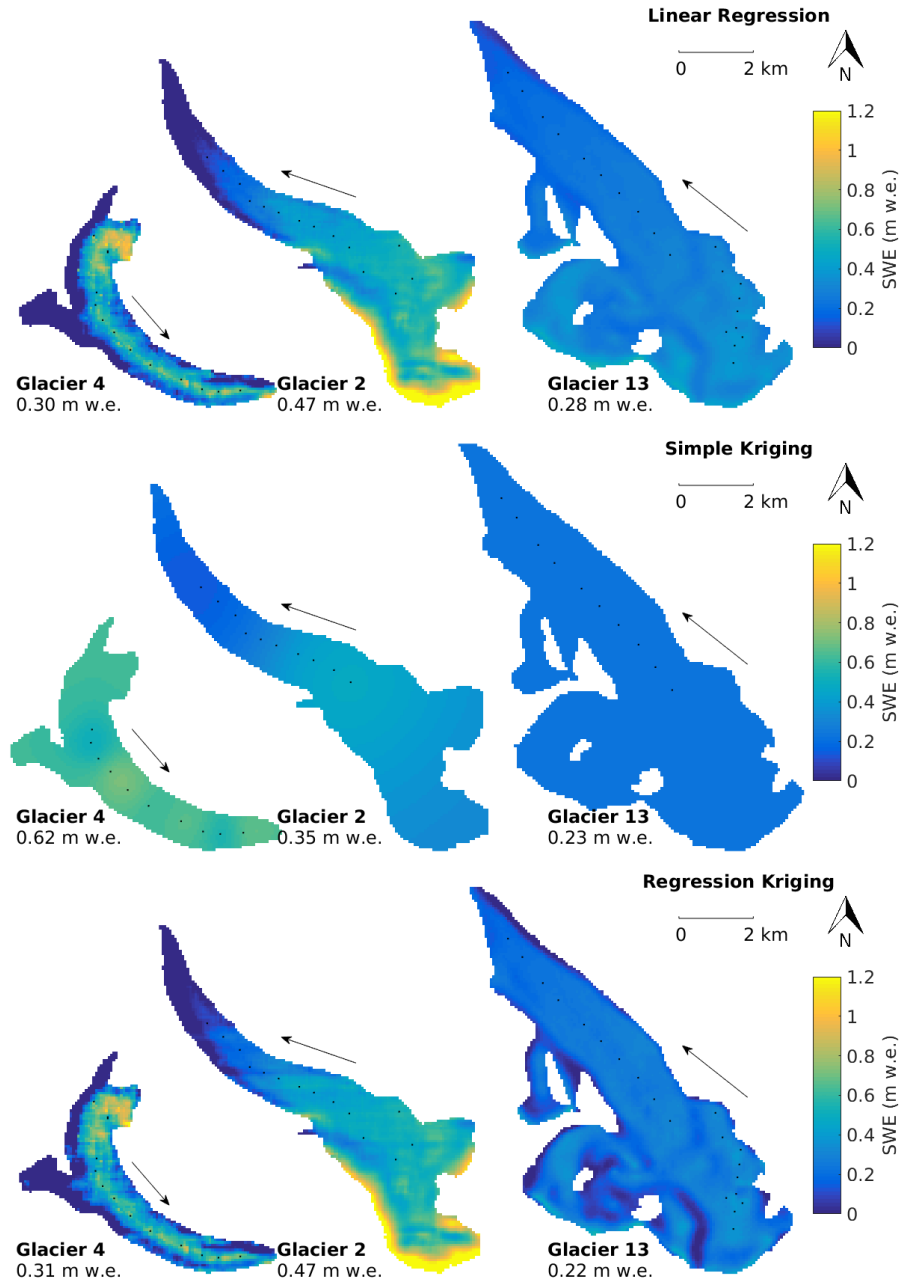 Linear Regression
0 2 km
N
1.2
1
0.8
0.6
0.4
0.2
0
SWE (m w.e.)
Glacier 4
0.30 m w.e.
Glacier 2
0.47 m w.e.
Glacier 13
0.28 m w.e.
Simple Kriging
0 2 km
N
1.2
1
0.8
0.6
0.4
0.2
0
SWE (m w.e.)
Glacier 4
0.62 m w.e.
Glacier 2
0.35 m w.e.
Glacier 13
0.23 m w.e.
Regression Kriging
0 2 km
N
1.2
1
0.8
0.6
0.4
0.2
0
SWE (m w.e.)
Glacier 4
0.31 m w.e.
Glacier 2
0.47 m w.e.
Glacier 13
0.22 m w.e.